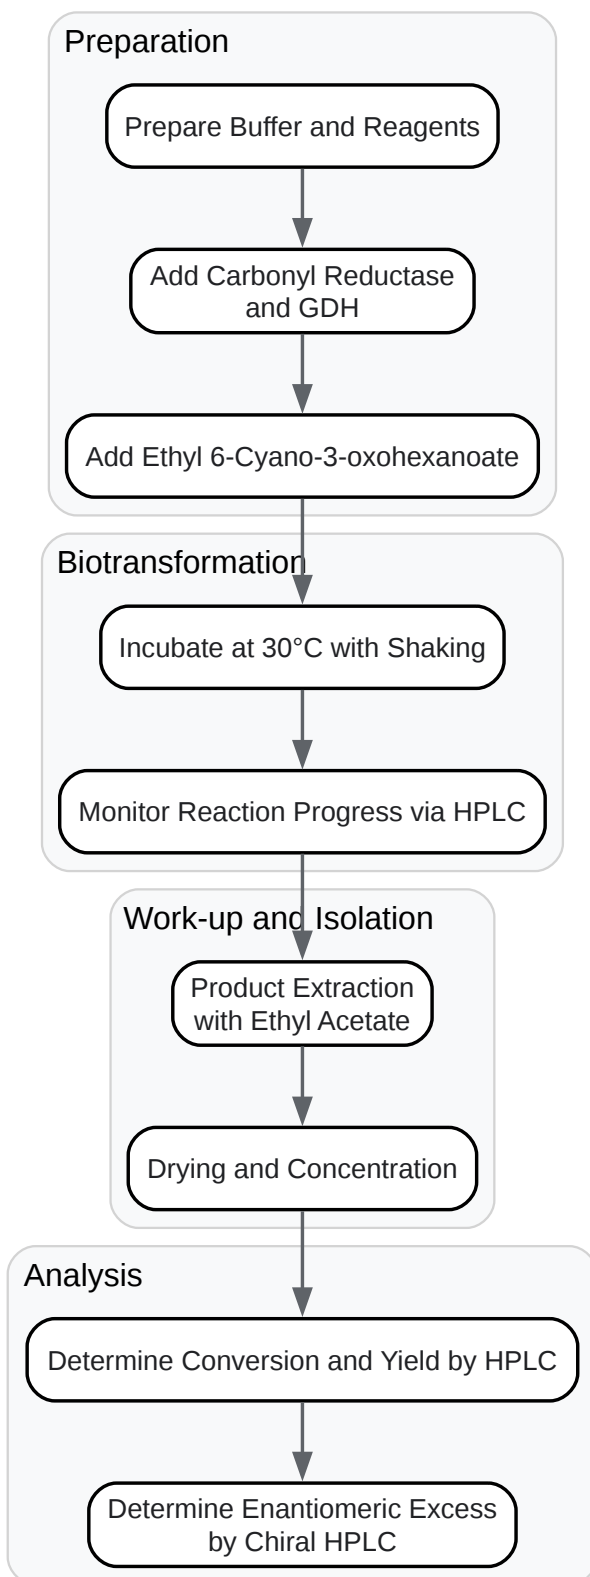 Preparation
Prepare Buffer and Reagents
Add Carbonyl Reductase
and GDH
Add Ethyl 6-Cyano-3-oxohexanoate
Biotransformation
Incubate at 30°C with Shaking
Monitor Reaction Progress via HPLC
Work-up and Isolation
Product Extraction
with Ethyl Acetate
Drying and Concentration
Analysis
Determine Conversion and Yield by HPLC
Determine Enantiomeric Excess
by Chiral HPLC